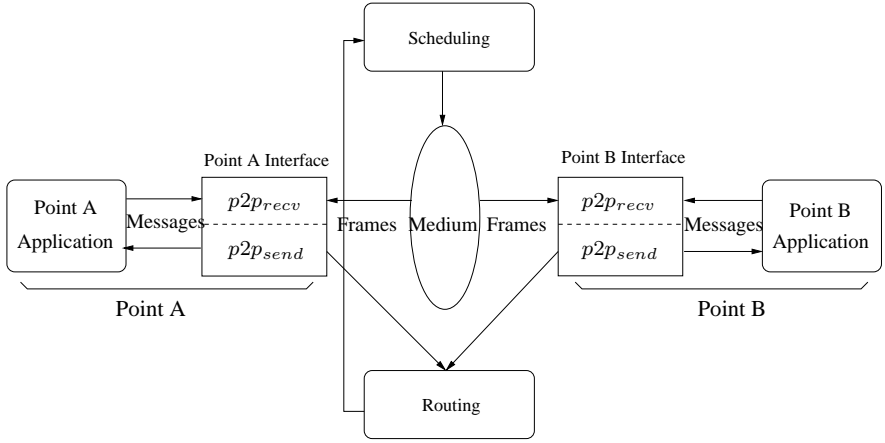 Scheduling
Point A Interface
Point B Interface
Point A
Application
Messages
p2p_recv
p2p_send
Frames
Medium
Frames
p2p_recv
p2p_send
Messages
Point B
Application
Point A
Point B
Routing